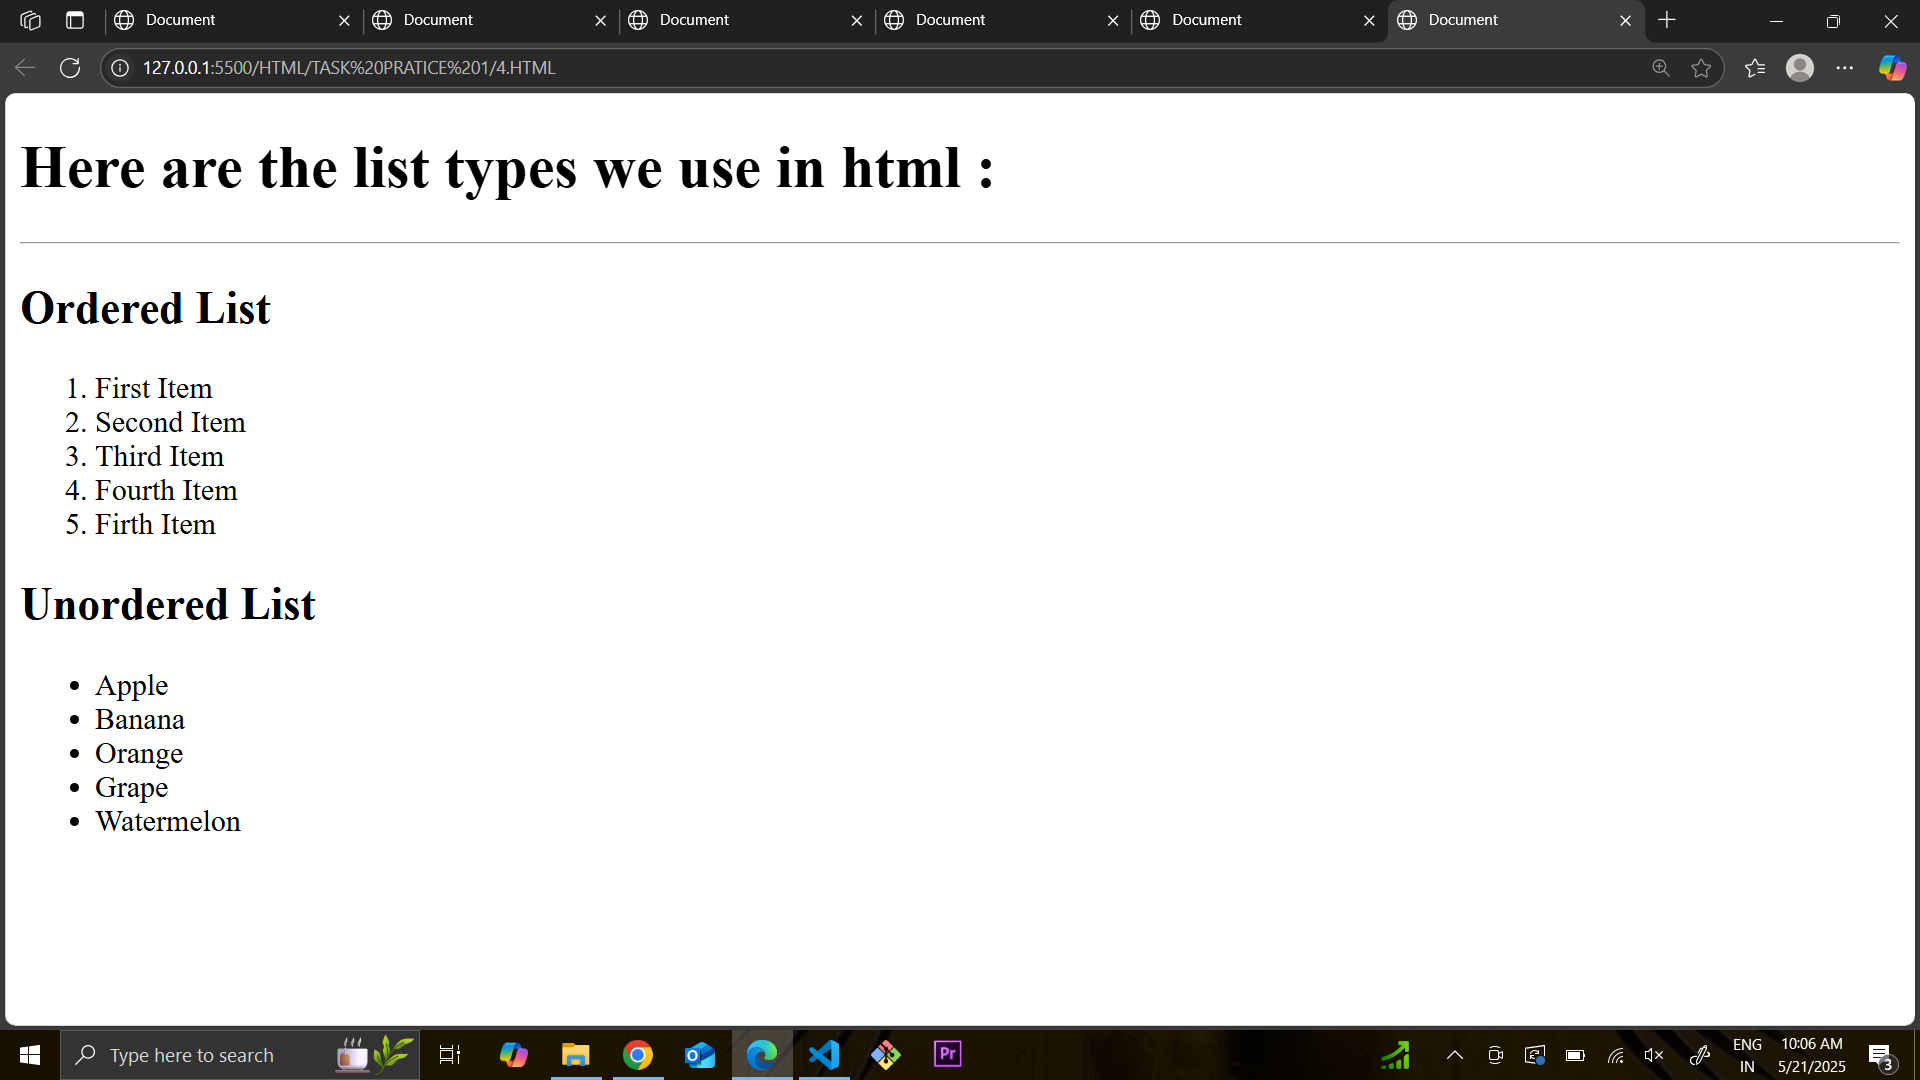 Document
Document
Document
Document
Document
Document
127.0.0.1:5500/HTML/TASK%20PRATICE%201/4.HTML
Here are the list types we use in html :
Ordered List
1. First Item
2. Second Item
3. Third Item
4. Fourth Item
5. Firth Item
Unordered List
• Apple
• Banana
• Orange
• Grape
• Watermelon
Type here to search
Pr
ENG
IN
10:06 AM
5/21/2025
3